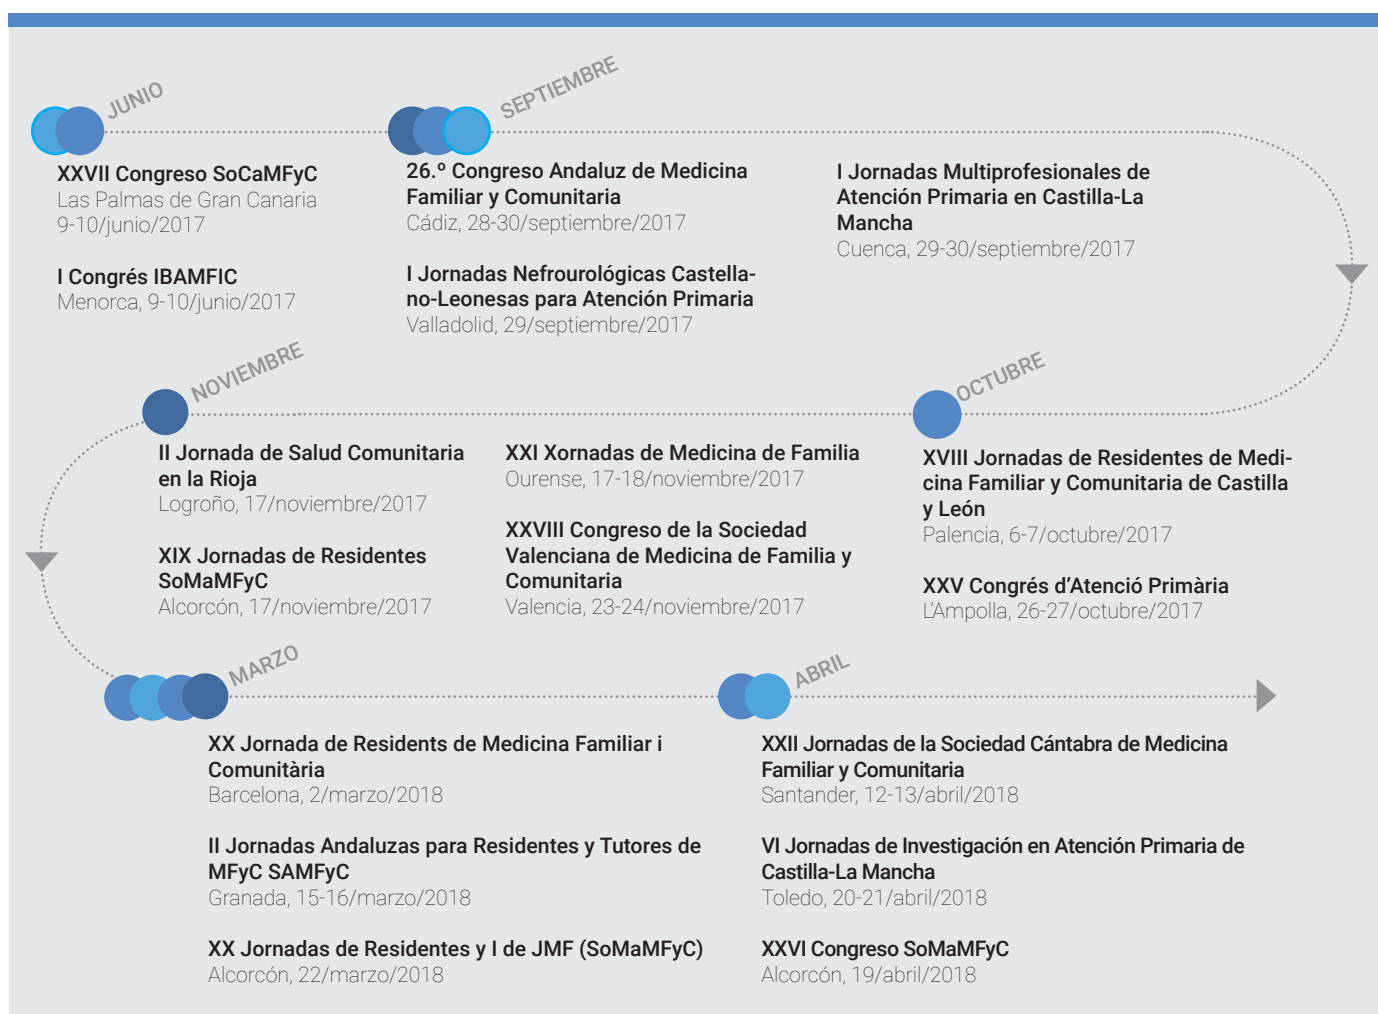 JUNIO
XXVII Congreso SoCaMFyC
Las Palmas de Gran Canaria
9-10/junio/2017
I Congrés IBAMFIC
Menorca, 9-10/junio/2017
SEPTIEMBRE
26.º Congreso Andaluz de Medicina
Familiar y Comunitaria
Cádiz, 28-30/septiembre/2017
I Jornadas Nefrourológicas Castella-
no-Leonesas para Atención Primaria
Valladolid, 29/septiembre/2017
I Jornadas Multiprofesionales de
Atención Primaria en Castilla-La
Mancha
Cuenca, 29-30/septiembre/2017
OCTUBRE
XVIII Jornadas de Residentes de Medi-
cina Familiar y Comunitaria de Castilla
y León
Palencia, 6-7/octubre/2017
XXV Congrés d’Atenció Primària
L’Ampolla, 26-27/octubre/2017
NOVIEMBRE
II Jornada de Salud Comunitaria
en la Rioja
Logroño, 17/noviembre/2017
XIX Jornadas de Residentes
SoMaMFyC
Alcorcón, 17/noviembre/2017
XXI Xornadas de Medicina de Familia
Ourense, 17-18/noviembre/2017
XXVIII Congreso de la Sociedad
Valenciana de Medicina de Familia y
Comunitaria
Valencia, 23-24/noviembre/2017
MARZO
XX Jornada de Residents de Medicina Familiar i
Comunitària
Barcelona, 2/marzo/2018
II Jornadas Andaluzas para Residentes y Tutores de
MFyC SAMFyC
Granada, 15-16/marzo/2018
XX Jornadas de Residentes y I de JMF (SoMaMFyC)
Alcorcón, 22/marzo/2018
ABRIL
XXII Jornadas de la Sociedad Cántabra de Medicina
Familiar y Comunitaria
Santander, 12-13/abril/2018
VI Jornadas de Investigación en Atención Primaria de
Castilla-La Mancha
Toledo, 20-21/abril/2018
XXVI Congreso SoMaMFyC
Alcorcón, 19/abril/2018